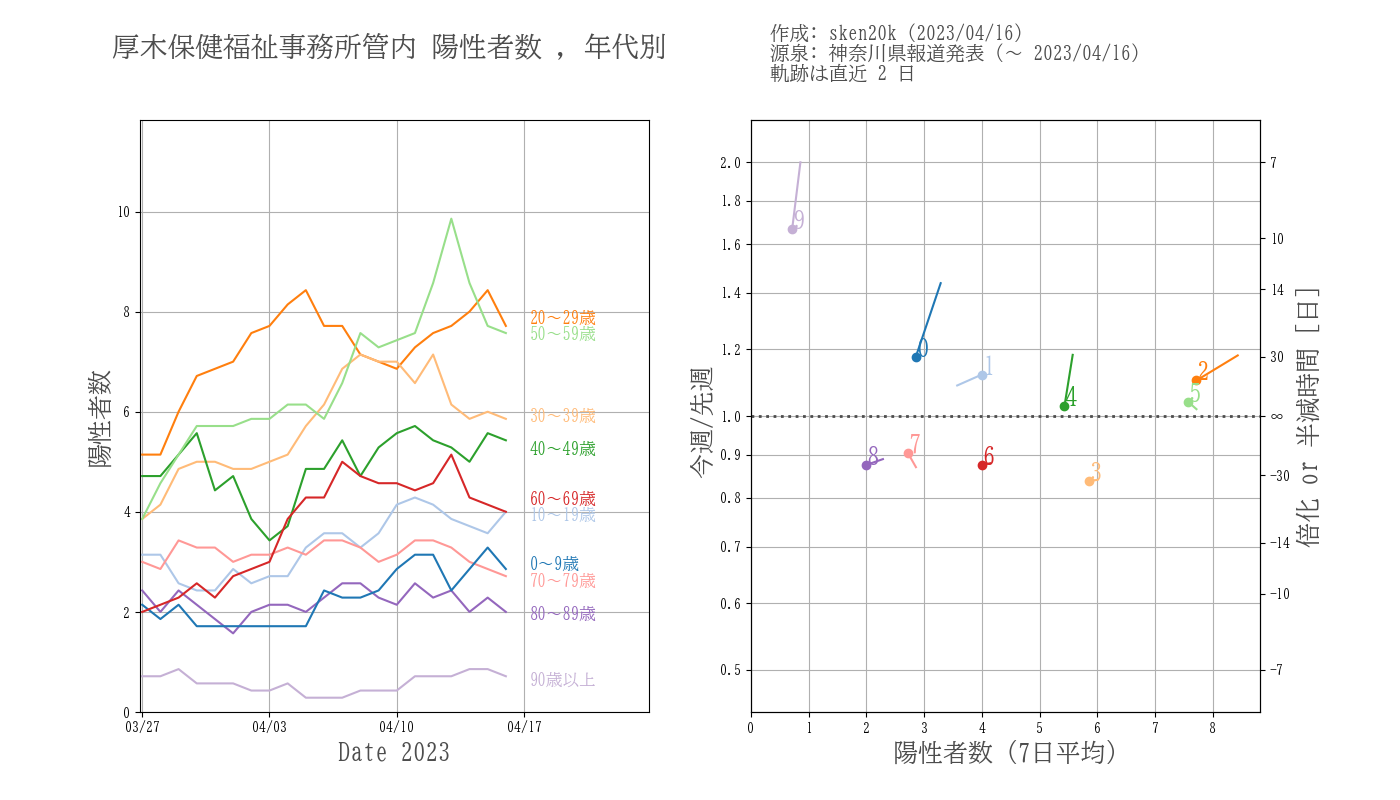 厚木保健福祉事務所管内 陽性者数 , 年代別
作成: sken20k (2023/04/16)
源泉: 神奈川県報道発表 (～ 2023/04/16)
軌跡は直近 2 日
陽性者数
10
8
6
4
2
0
03/27
04/03
04/10
04/17
Date 2023
20～29歳
50～59歳
30～39歳
40～49歳
60～69歳
10～19歳
0～9歳
70～79歳
80～89歳
90歳以上
今週/先週
2.0
1.8
1.6
1.4
1.2
1.0
0.9
0.8
0.7
0.6
0.5
9
0
1
2
5
4
7
8
6
3
0
1
2
3
4
5
6
7
8
陽性者数 (7日平均)
7
10
14
30
∞
−30
−14
−10
−7
倍化 or 半減時間 [日]